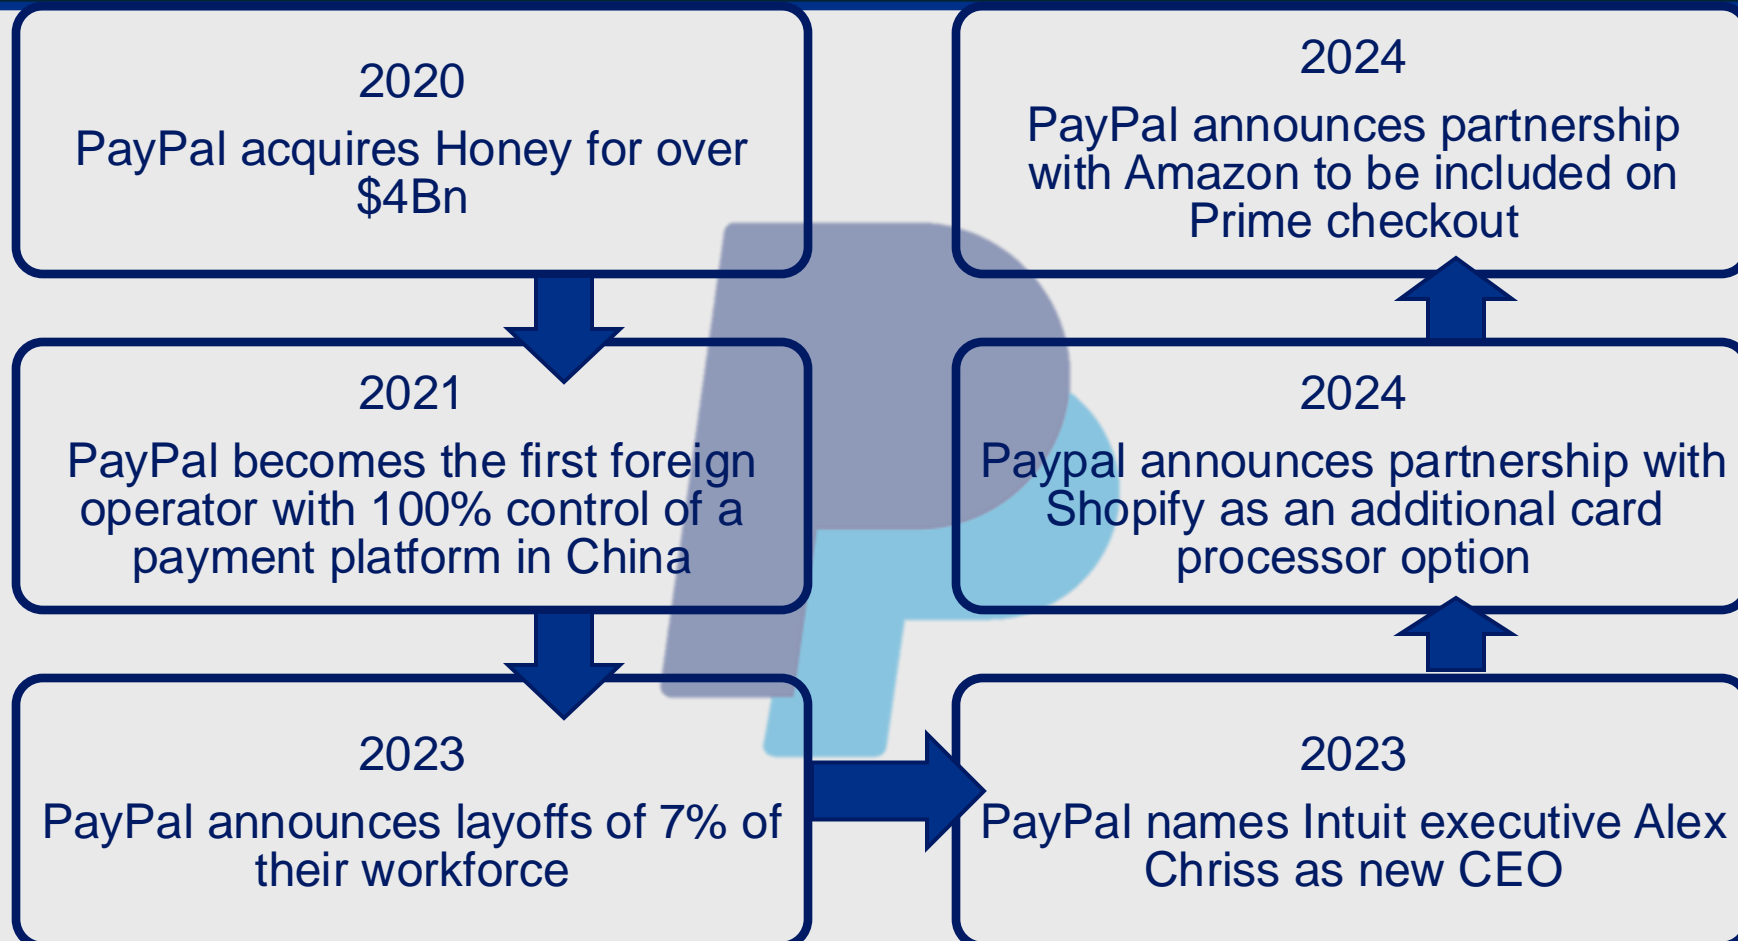 2020
PayPal acquires Honey for over
$4Bn
2021
PayPal becomes the first foreign
operator with 100% control of a
payment platform in China
2023
PayPal announces layoffs of 7% of
their workforce
2023
PayPal names Intuit executive Alex
Chriss as new CEO
2024
Paypal announces partnership with
Shopify as an additional card
processor option
2024
PayPal announces partnership
with Amazon to be included on
Prime checkout